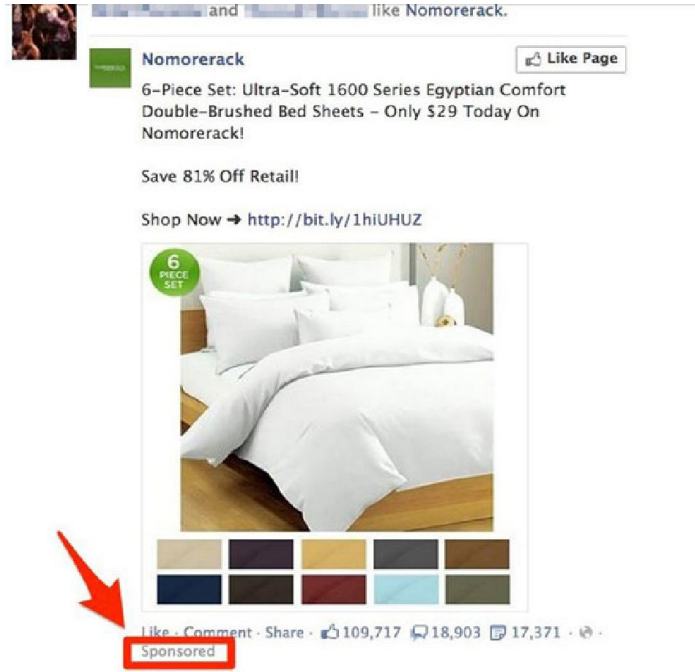 and like Nomorerack.
Nomorerack
Like Page
6-Piece Set: Ultra-Soft 1600 Series Egyptian Comfort
Double-Brushed Bed Sheets - Only $29 Today On
Nomorerack!
Save 81% Off Retail!
Shop Now ➔ http://bit.ly/1hiUHUZ
6
PIECE
SET
Like · Comment · Share · 109,717 18,903 17,371 · ·
Sponsored